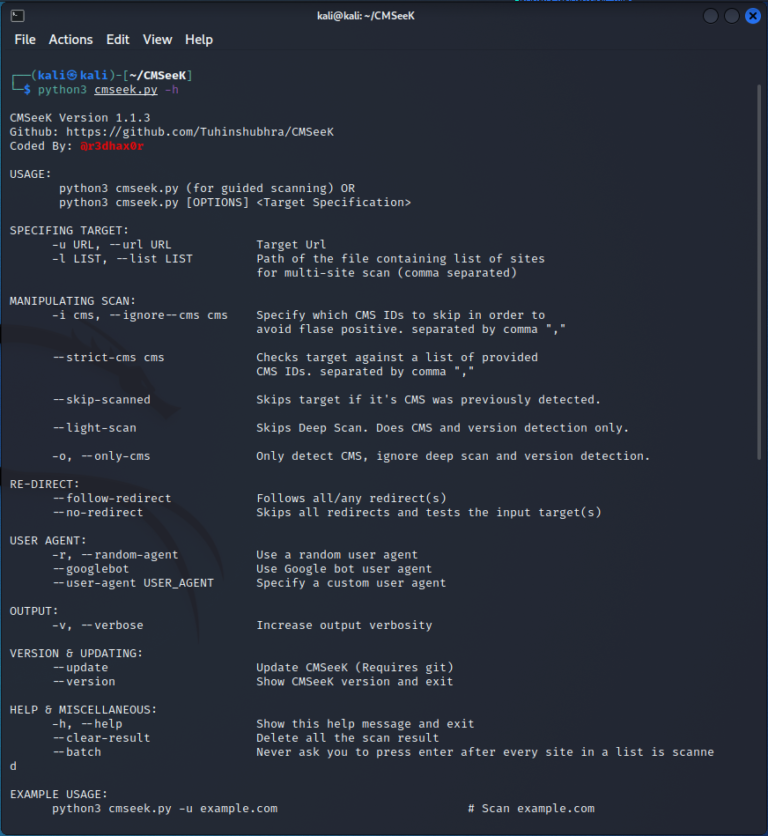 kali@kali: ~/CMSeeK
File Actions Edit View Help
(kali㉿kali)-[~/CMSeeK]
$ python3 cmseek.py -h
CMSeeK Version 1.1.3
Github: https://github.com/Tuhinshubhra/CMSeeK
Coded By: @r3dhax0r
USAGE:
python3 cmseek.py (for guided scanning) OR
python3 cmseek.py [OPTIONS] <Target Specification>
SPECIFING TARGET:
-u URL, --url URL Target Url
-l LIST, --list LIST Path of the file containing list of sites
for multi-site scan (comma separated)
MANIPULATING SCAN:
-i cms, --ignore--cms cms Specify which CMS IDs to skip in order to
avoid flase positive. separated by comma ","
--strict-cms cms Checks target against a list of provided
CMS IDs. separated by comma ","
--skip-scanned Skips target if it's CMS was previously detected.
--light-scan Skips Deep Scan. Does CMS and version detection only.
-o, --only-cms Only detect CMS, ignore deep scan and version detection.
RE-DIRECT:
--follow-redirect Follows all/any redirect(s)
--no-redirect Skips all redirects and tests the input target(s)
USER AGENT:
-r, --random-agent Use a random user agent
--googlebot Use Google bot user agent
--user-agent USER_AGENT Specify a custom user agent
OUTPUT:
-v, --verbose Increase output verbosity
VERSION & UPDATING:
--update Update CMSeeK (Requires git)
--version Show CMSeeK version and exit
HELP & MISCELLANEOUS:
-h, --help Show this help message and exit
--clear-result Delete all the scan result
--batch Never ask you to press enter after every site in a list is scanne
d
EXAMPLE USAGE:
python3 cmseek.py -u example.com # Scan example.com